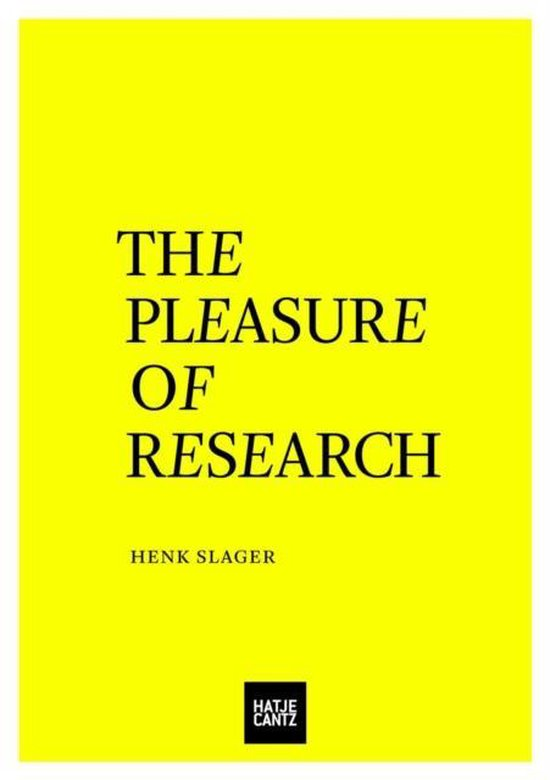 THE
PLEASURE
OF
RESEARCH
HENK SLAGER
HATJE
CANTZ